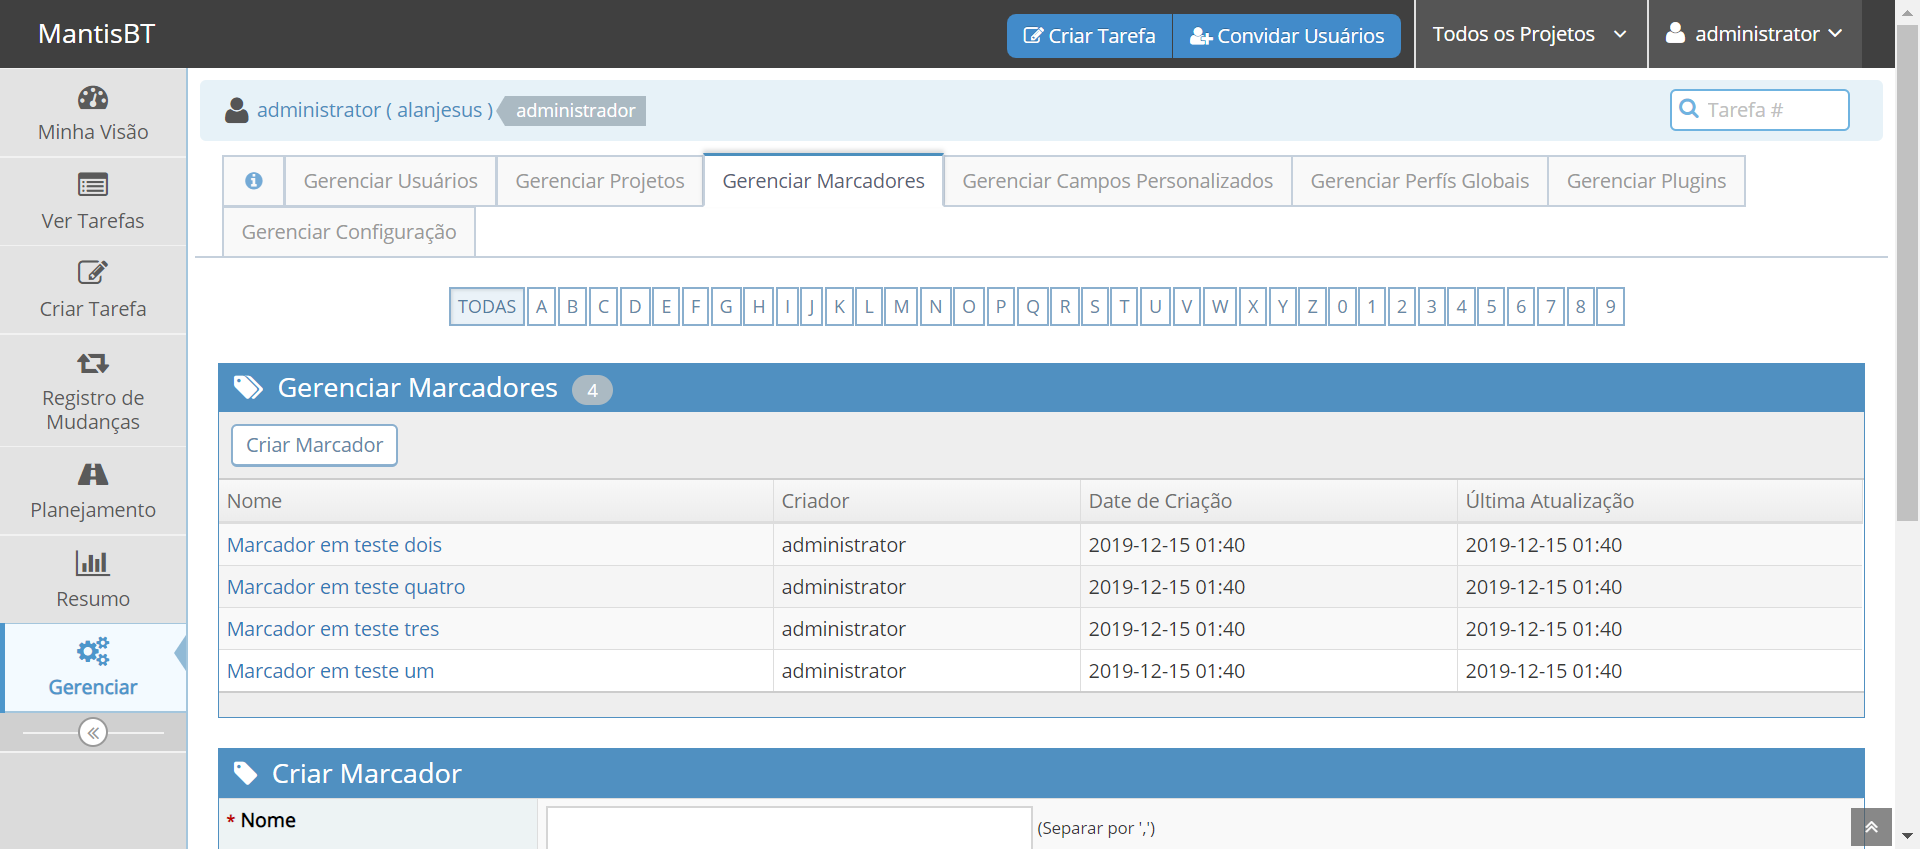 MantisBT
Criar Tarefa
Convidar Usuários
Todos os Projetos
administrator
Minha Visão
Ver Tarefas
Criar Tarefa
Registro de
Mudanças
Planejamento
Resumo
Gerenciar
administrator ( alanjesus )
administrador
Tarefa #
Gerenciar Usuários
Gerenciar Projetos
Gerenciar Marcadores
Gerenciar Campos Personalizados
Gerenciar Perfís Globais
Gerenciar Plugins
Gerenciar Configuração
TODAS A B C D E F G H I J K L M N O P Q R S T U V W X Y Z 0 1 2 3 4 5 6 7 8 9
Gerenciar Marcadores 4
Criar Marcador
Nome Criador Date de Criação Última Atualização
Marcador em teste dois administrator 2019-12-15 01:40 2019-12-15 01:40
Marcador em teste quatro administrator 2019-12-15 01:40 2019-12-15 01:40
Marcador em teste tres administrator 2019-12-15 01:40 2019-12-15 01:40
Marcador em teste um administrator 2019-12-15 01:40 2019-12-15 01:40
Criar Marcador
* Nome
(Separar por ',')